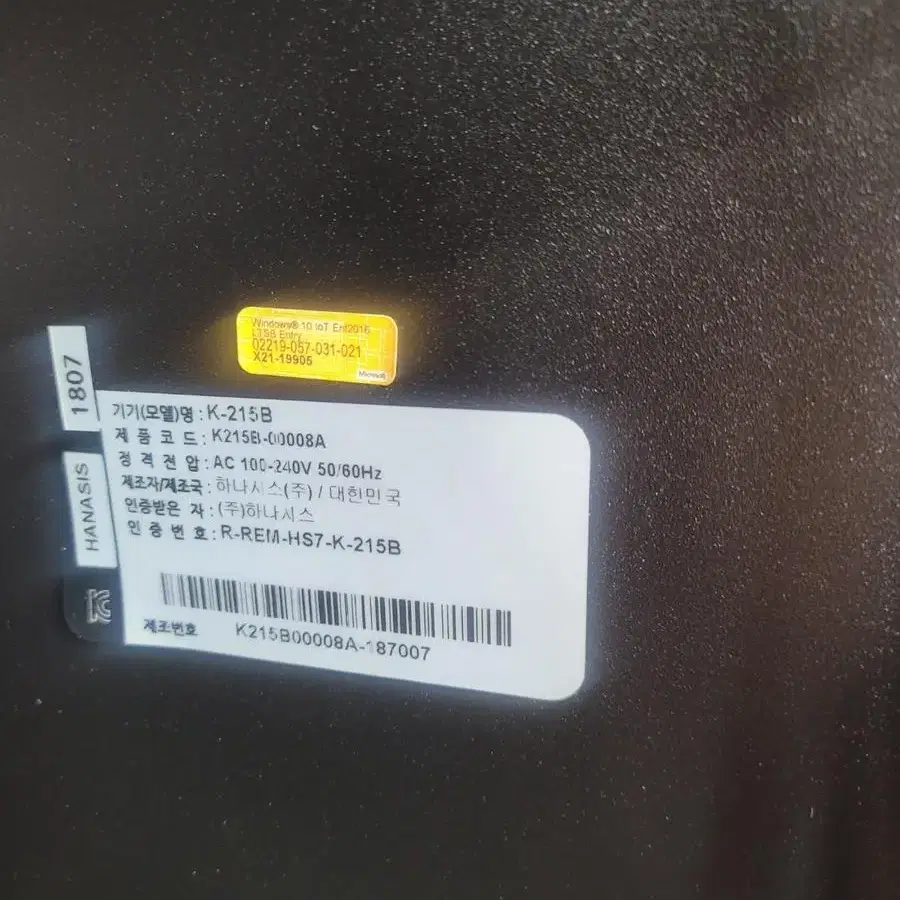 Windows® 10 IoT Ent2016
LTSB Entry
02219-057-031-021
X21-19905
Microsoft
1807
HANASIS
기기(모델)명 : K-215B
제 품 코 드 : K215B-00008A
정 격 전 압 : AC 100-240V 50/60Hz
제조자/제조국 : 하나시스(주) / 대한민국
인증받은 자 : (주)하나시스
인 증 번 호 : R-REM-HS7-K-215B
제조번호 K215B00008A-187007